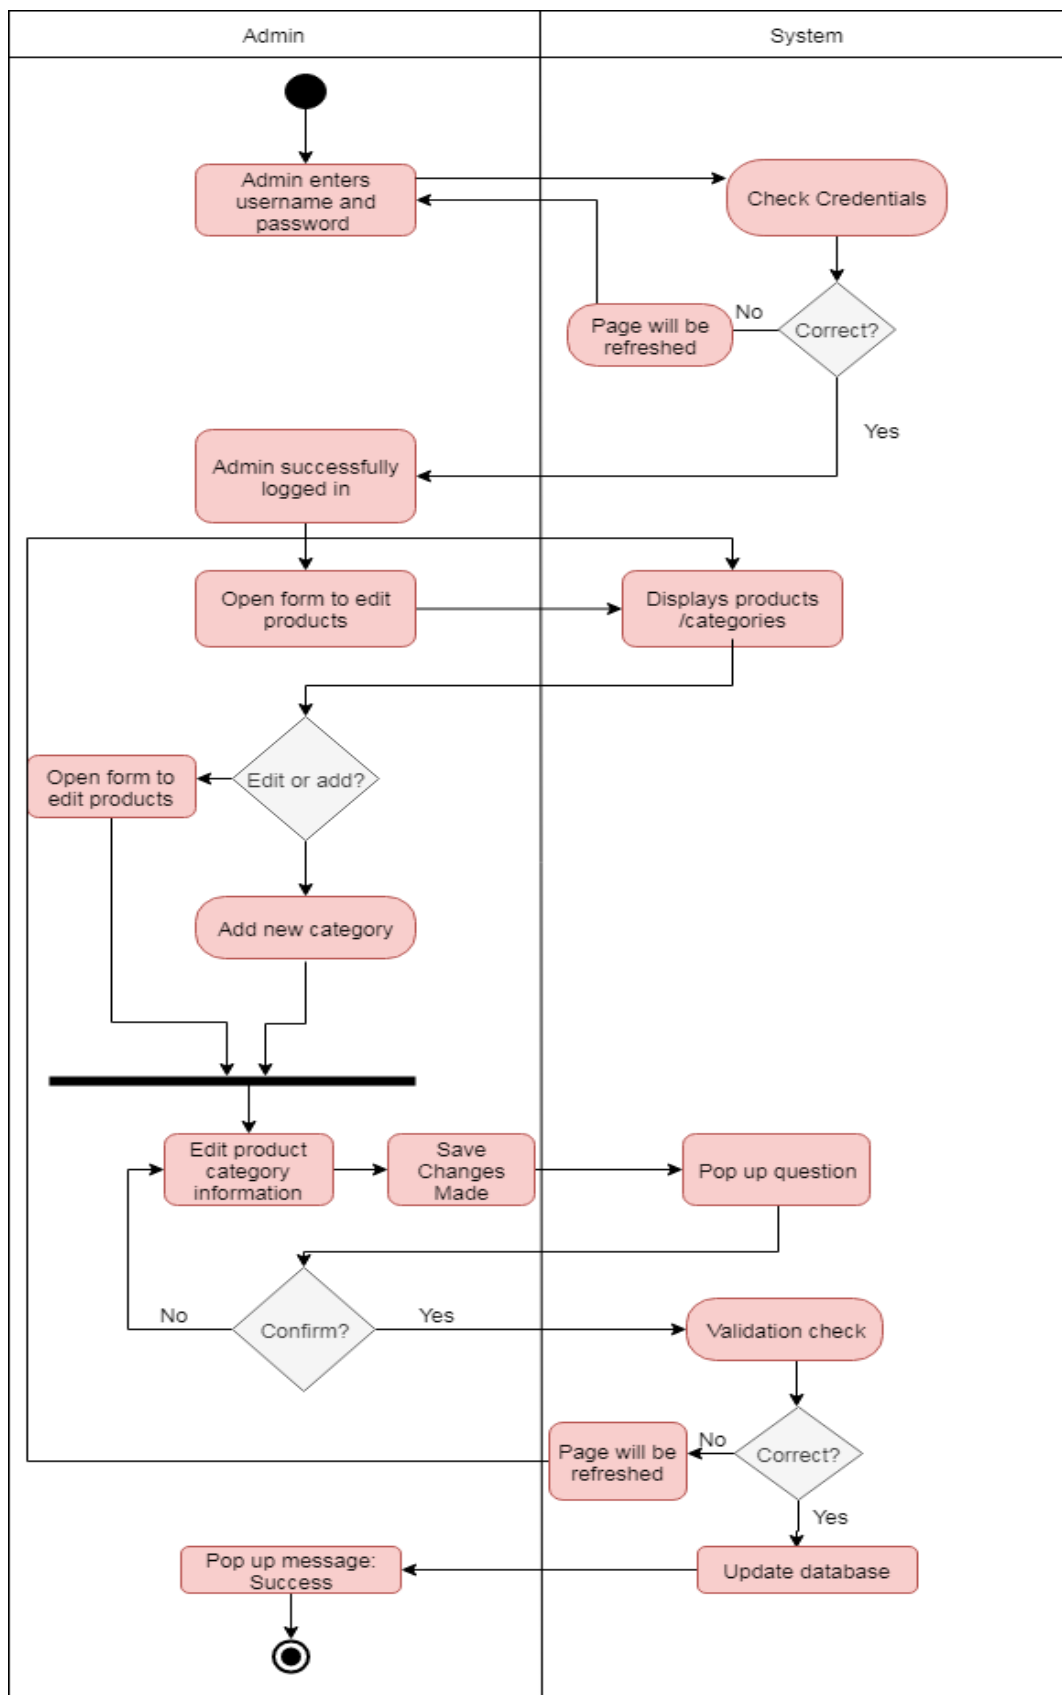 Admin
System
Admin enters
username and
password
Check Credentials
Correct?
No
Page will be
refreshed
Yes
Admin successfully
logged in
Open form to edit
products
Displays products
/categories
Edit or add?
Open form to
edit products
Add new category
Edit product
category
information
Save
Changes
Made
Pop up question
Confirm?
No
Yes
Validation check
Correct?
No
Page will be
refreshed
Yes
Update database
Pop up message:
Success